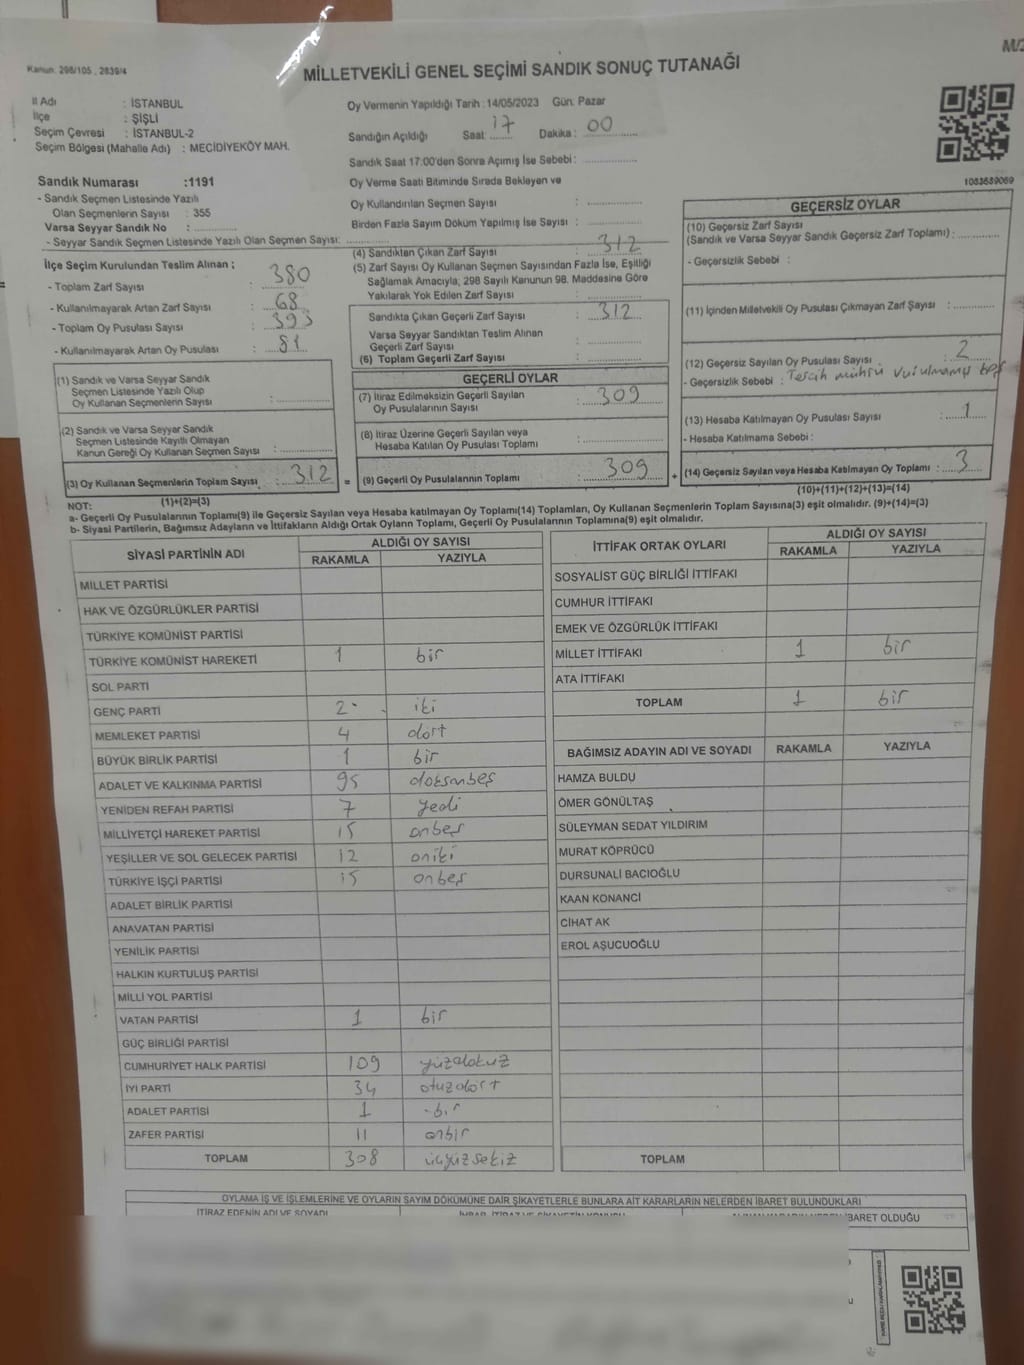 Kanun: 298/105 , 2839/4
MİLLETVEKİLİ GENEL SEÇİMİ SANDIK SONUÇ TUTANAĞI
İl Adı : İSTANBUL
İlçe : ŞİŞLİ
Seçim Çevresi : İSTANBUL-2
Seçim Bölgesi (Mahalle Adı) : MECİDİYEKÖY MAH.
Oy Vermenin Yapıldığı Tarih : 14/05/2023 Gün: Pazar
Sandığın Açıldığı Saat: 17 Dakika : 00
Sandık Saat 17:00'den Sonra Açımış İse Sebebi :
Sandık Numarası :1191
- Sandık Seçmen Listesinde Yazılı
Olan Seçmenlerin Sayısı : 355
Varsa Seyyar Sandık No :
- Seyyar Sandık Seçmen Listesinde Yazılı Olan Seçmen Sayısı:
Oy Verme Saati Bitiminde Sırada Bekleyen ve
Oy Kullandırılan Seçmen Sayısı :
Birden Fazla Sayım Döküm Yapılmış İse Sayısı :
1083689069
İlçe Seçim Kurulundan Teslim Alınan ;
- Toplam Zarf Sayısı : 380
- Kullanılmayarak Artan Zarf Sayısı : 68
- Toplam Oy Pusulası Sayısı : 393
- Kullanılmayarak Artan Oy Pusulası : 81
(4) Sandıktan Çıkan Zarf Sayısı : 312
(5) Zarf Sayısı Oy Kullanan Seçmen Sayısından Fazla İse, Eşitliği
Sağlamak Amacıyla; 298 Sayılı Kanunun 98. Maddesine Göre
Yakılarak Yok Edilen Zarf Sayısı :
Sandıkta Çıkan Geçerli Zarf Sayısı : 312
Varsa Seyyar Sandıktan Teslim Alınan
Geçerli Zarf Sayısı :
(6) Toplam Geçerli Zarf Sayısı :
GEÇERSİZ OYLAR
(10) Geçersiz Zarf Sayısı
(Sandık ve Varsa Seyyar Sandık Geçersiz Zarf Toplamı) :
- Geçersizlik Sebebi :
(11) İçinden Milletvekili Oy Pusulası Çıkmayan Zarf Sayısı :
(12) Geçersiz Sayılan Oy Pusulası Sayısı : 2
- Geçersizlik Sebebi : Tercih mührü vurulmamış boş
(13) Hesaba Katılmayan Oy Pusulası Sayısı : 1
- Hesaba Katılmama Sebebi :
(14) Geçersiz Sayılan veya Hesaba Katılmayan Oy Toplamı : 3
(10)+(11)+(12)+(13)=(14)
(1) Sandık ve Varsa Seyyar Sandık
Seçmen Listesinde Yazılı Olup
Oy Kullanan Seçmenlerin Sayısı :
(2) Sandık ve Varsa Seyyar Sandık
Seçmen Listesinde Kayıtlı Olmayan
Kanun Gereği Oy Kullanan Seçmen Sayısı :
(3) Oy Kullanan Seçmenlerin Toplam Sayısı : 312 =
(1)+(2)=(3)
GEÇERLİ OYLAR
(7) İtiraz Edilmeksizin Geçerli Sayılan
Oy Pusulalarının Sayısı : 309
(8) İtiraz Üzerine Geçerli Sayılan veya
Hesaba Katılan Oy Pusulası Toplamı :
(9) Geçerli Oy Pusulalarının Toplamı : 309 +
NOT:
a- Geçerli Oy Pusulalarının Toplamı(9) ile Geçersiz Sayılan veya Hesaba katılmayan Oy Toplamı(14) Toplamları, Oy Kullanan Seçmenlerin Toplam Sayısına(3) eşit olmalıdır. (9)+(14)=(3)
b- Siyasi Partilerin, Bağımsız Adayların ve İttifakların Aldığı Ortak Oyların Toplamı, Geçerli Oy Pusulalarının Toplamına(9) eşit olmalıdır.
SİYASİ PARTİNİN ADI ALDIĞI OY SAYISI
RAKAMLA YAZIYLA
MİLLET PARTİSİ
HAK VE ÖZGÜRLÜKLER PARTİSİ
TÜRKİYE KOMÜNİST PARTİSİ
TÜRKİYE KOMÜNİST HAREKETİ 1 bir
SOL PARTİ
GENÇ PARTİ 2 iki
MEMLEKET PARTİSİ 4 dört
BÜYÜK BİRLİK PARTİSİ 1 bir
ADALET VE KALKINMA PARTİSİ 95 doksanbeş
YENİDEN REFAH PARTİSİ 7 yedi
MİLLİYETÇİ HAREKET PARTİSİ 15 onbeş
YEŞİLLER VE SOL GELECEK PARTİSİ 12 oniki
TÜRKİYE İŞÇİ PARTİSİ 15 onbeş
ADALET BİRLİK PARTİSİ
ANAVATAN PARTİSİ
YENİLİK PARTİSİ
HALKIN KURTULUŞ PARTİSİ
MİLLİ YOL PARTİSİ
VATAN PARTİSİ 1 bir
GÜÇ BİRLİĞİ PARTİSİ
CUMHURİYET HALK PARTİSİ 109 yüzdokuz
İYİ PARTİ 34 otuzdört
ADALET PARTİSİ 1 bir
ZAFER PARTİSİ 11 onbir
TOPLAM 308 üçyüzsekiz
İTTİFAK ORTAK OYLARI ALDIĞI OY SAYISI
RAKAMLA YAZIYLA
SOSYALİST GÜÇ BİRLİĞİ İTTİFAKI
CUMHUR İTTİFAKI
EMEK VE ÖZGÜRLÜK İTTİFAKI
MİLLET İTTİFAKI 1 bir
ATA İTTİFAKI
TOPLAM 1 bir
BAĞIMSIZ ADAYIN ADI VE SOYADI RAKAMLA YAZIYLA
HAMZA BULDU
ÖMER GÖNÜLTAŞ
SÜLEYMAN SEDAT YILDIRIM
MURAT KÖPRÜCÜ
DURSUNALİ BACIOĞLU
KAAN KONANCİ
CİHAT AK
EROL AŞUCUOĞLU
TOPLAM
OYLAMA İŞ VE İŞLEMLERİNE VE OYLARIN SAYIM DÖKÜMÜNE DAİR ŞİKAYETLERLE BUNLARA AİT KARARLARIN NELERDEN İBARET BULUNDUKLARI
İTİRAZ EDENİN ADI VE SOYADI
İBARET OLDUĞU